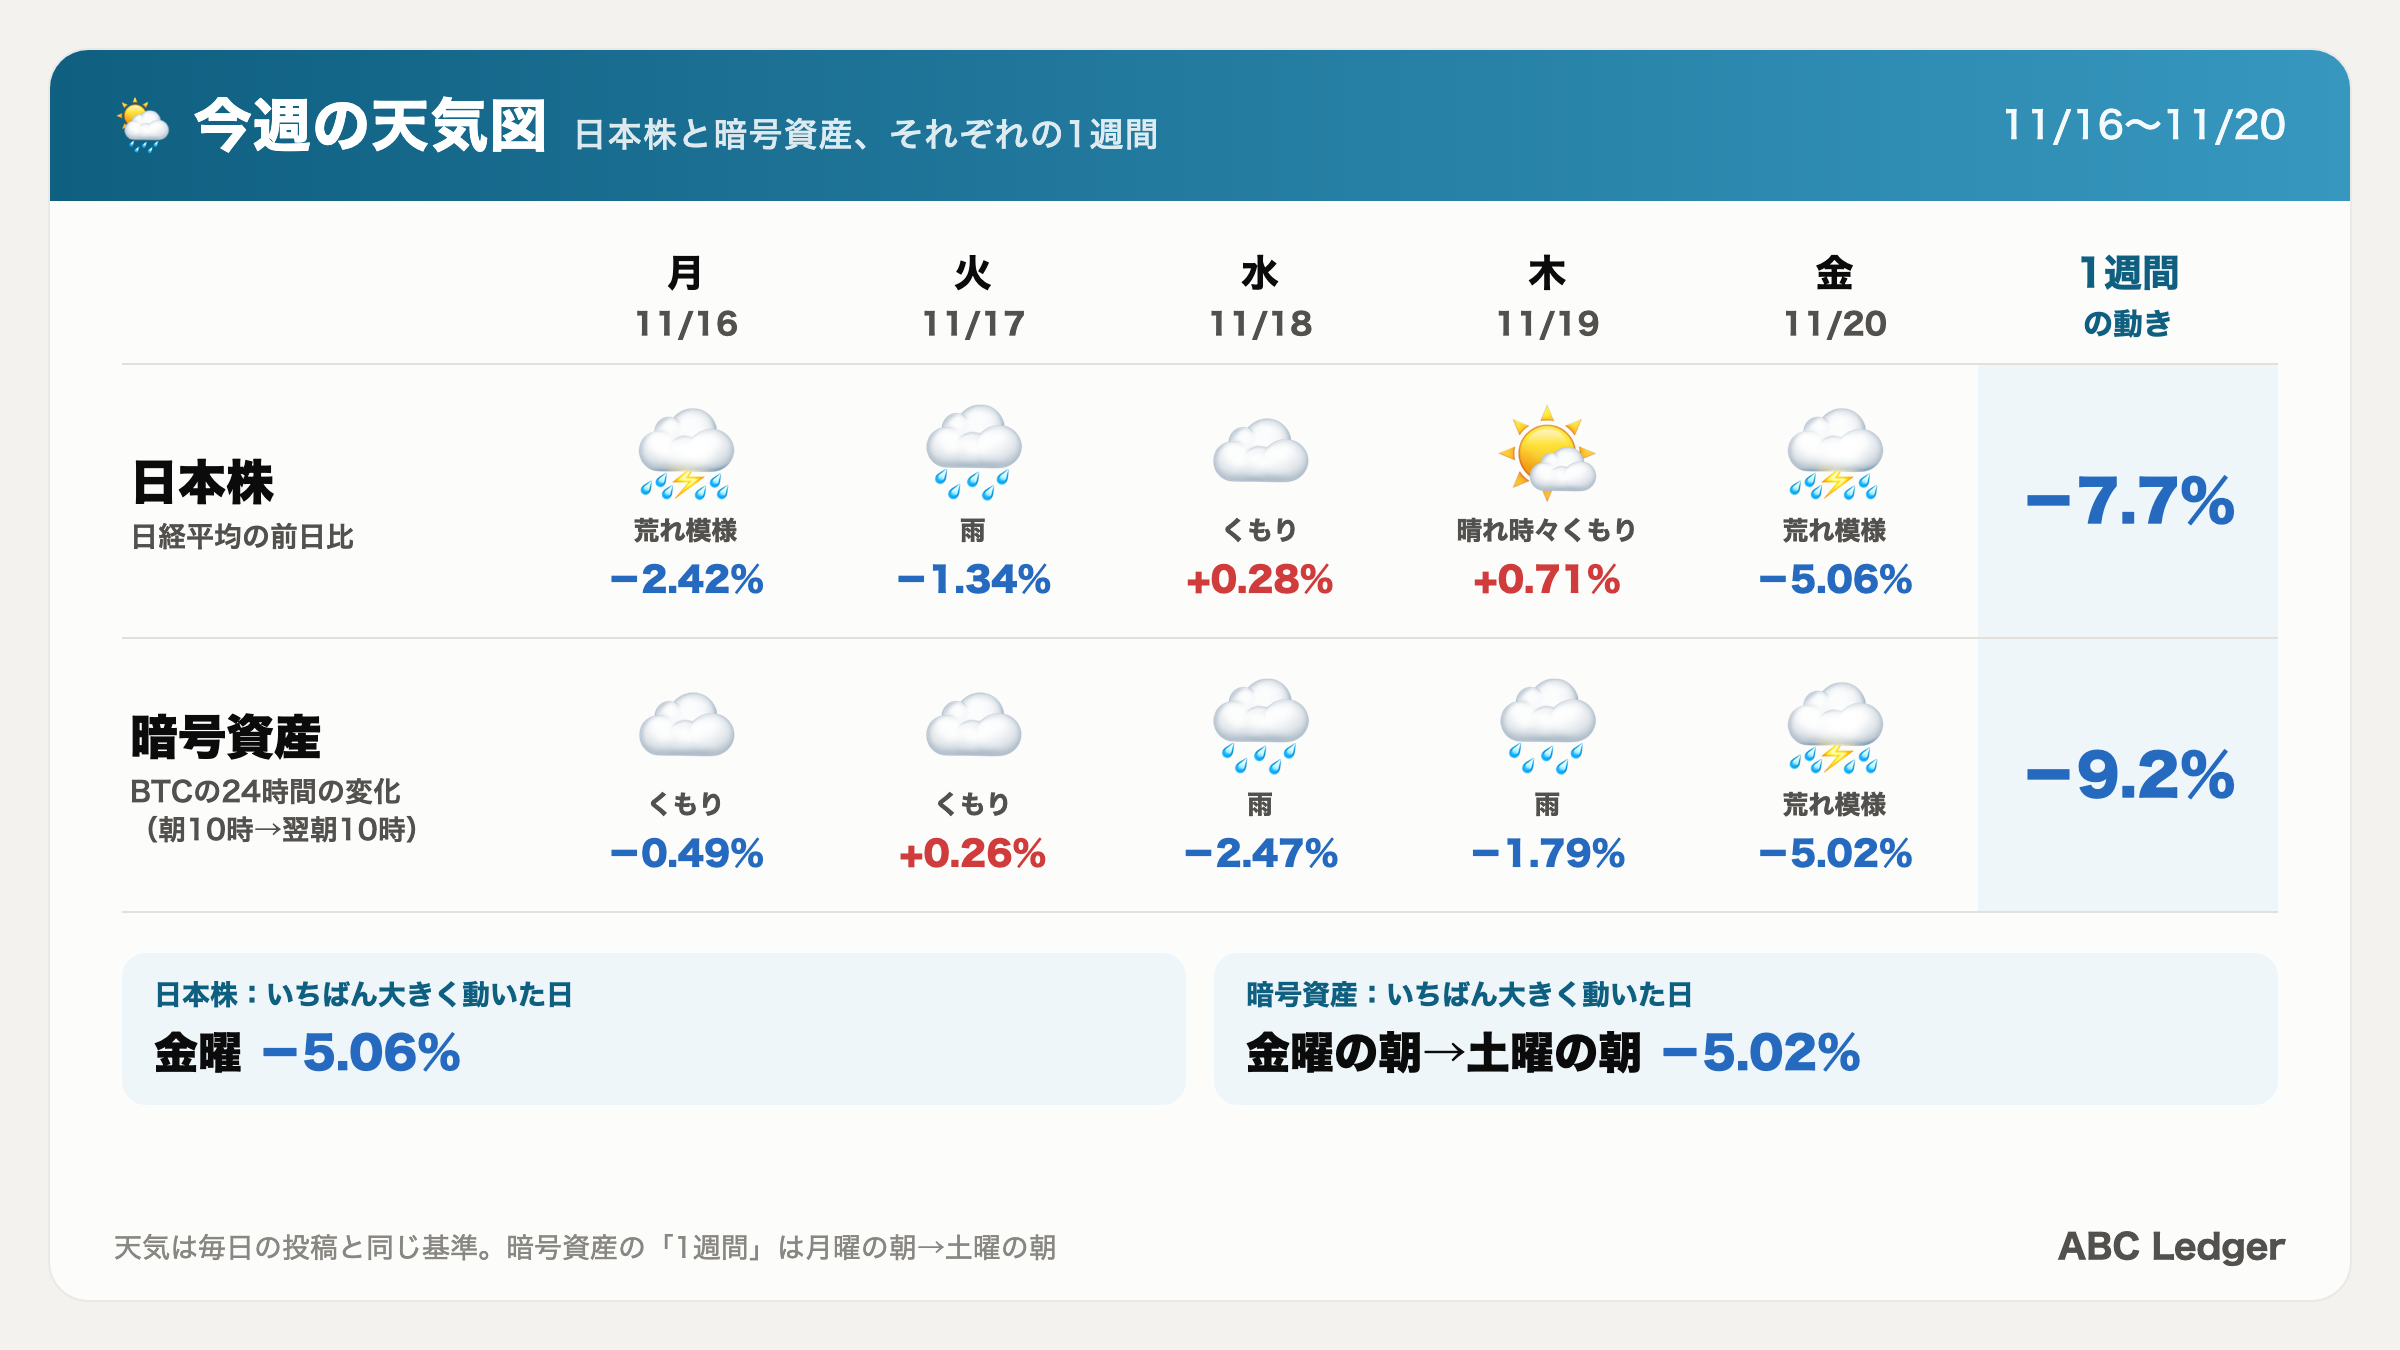 今週の天気図 日本株と暗号資産、それぞれの1週間 11/16〜11/20
月 火 水 木 金 1週間
11/16 11/17 11/18 11/19 11/20 の動き
日本株
日経平均の前日比
荒れ模様 雨 くもり 晴れ時々くもり 荒れ模様
−2.42% −1.34% +0.28% +0.71% −5.06% −7.7%
暗号資産
BTCの24時間の変化
（朝10時→翌朝10時）
くもり くもり 雨 雨 荒れ模様
−0.49% +0.26% −2.47% −1.79% −5.02% −9.2%
日本株：いちばん大きく動いた日
金曜 −5.06%
暗号資産：いちばん大きく動いた日
金曜の朝→土曜の朝 −5.02%
天気は毎日の投稿と同じ基準。暗号資産の「1週間」は月曜の朝→土曜の朝
ABC Ledger